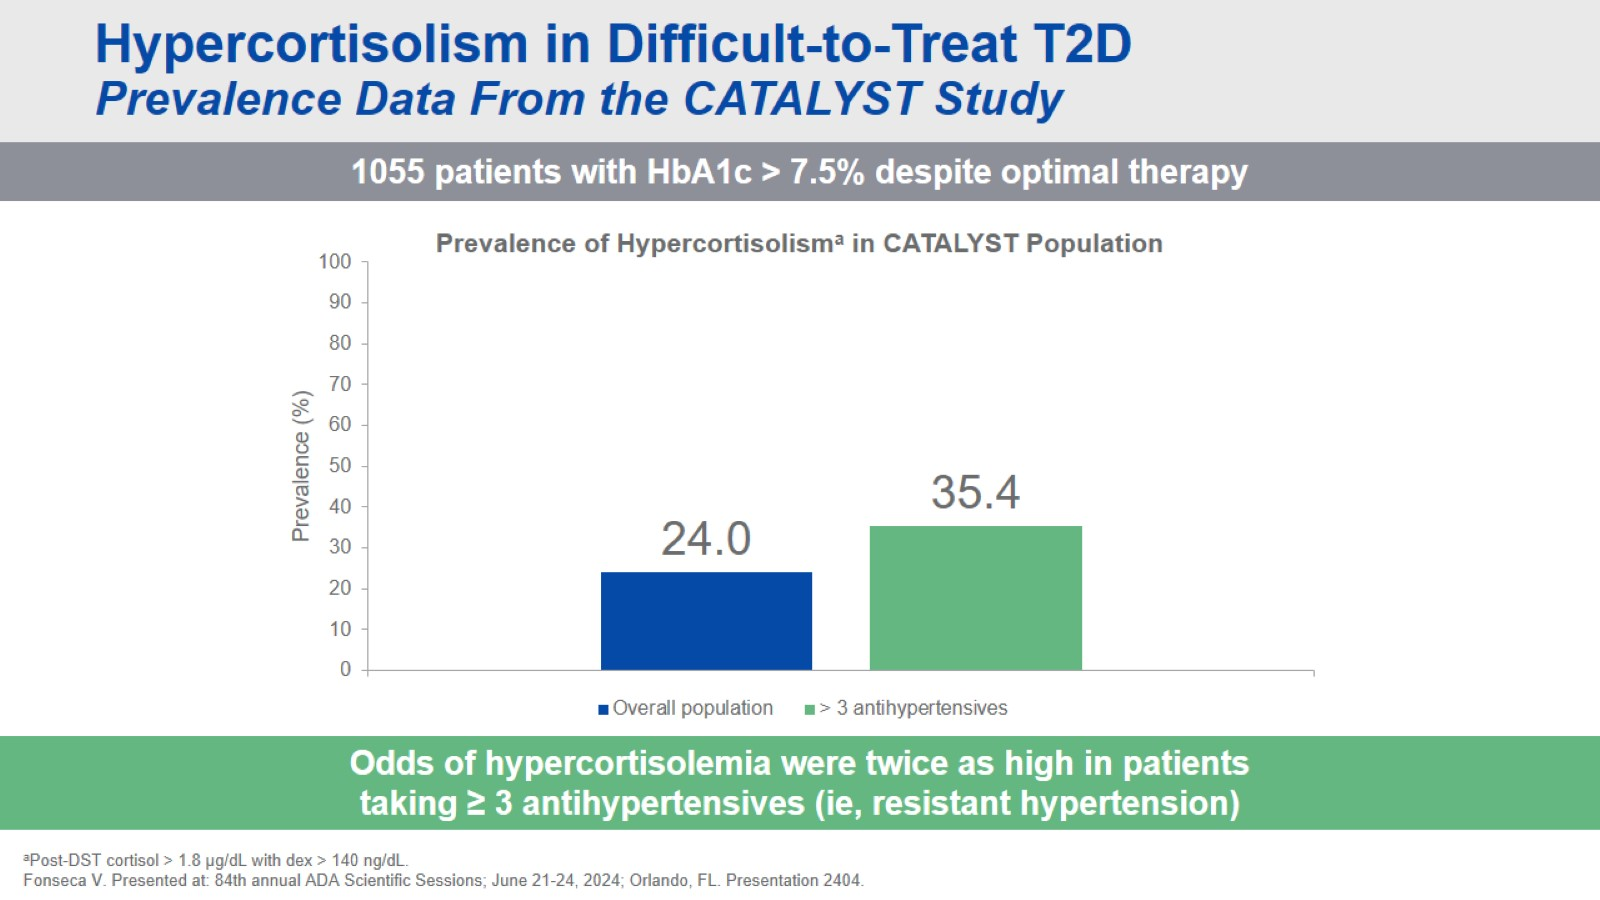 Hypercortisolism in Difficult-to-Treat T2D
Prevalence Data From the CATALYST Study
1055 patients with HbA1c > 7.5% despite optimal therapy
Prevalence of Hypercortisolismᵃ in CATALYST Population
Prevalence (%)
100
90
80
70
60
50
40
30
20
10
0
24.0
35.4
Overall population
> 3 antihypertensives
Odds of hypercortisolemia were twice as high in patients
taking ≥ 3 antihypertensives (ie, resistant hypertension)
ᵃPost-DST cortisol > 1.8 µg/dL with dex > 140 ng/dL.
Fonseca V. Presented at: 84th annual ADA Scientific Sessions; June 21-24, 2024; Orlando, FL. Presentation 2404.